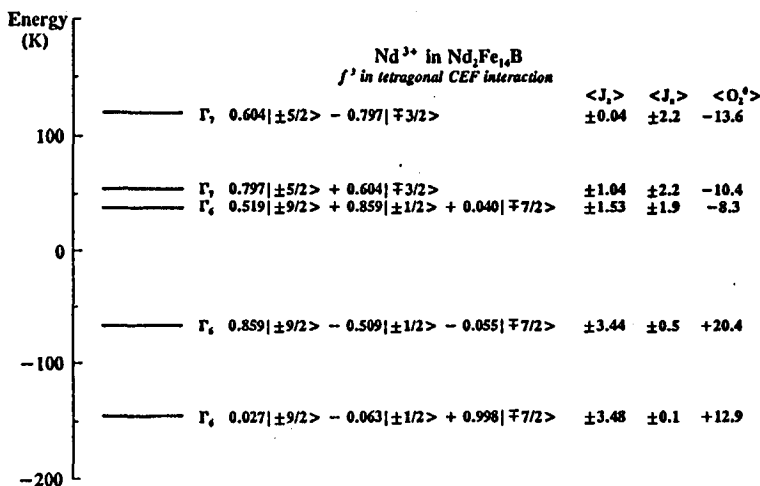 Energy
(K)
Nd³⁺ in Nd₂Fe₁₄B
f³ in tetragonal CEF interaction
<J₂> <Jₓ> <O₂⁰>
Γ₇ 0.604|±5/2> − 0.797|∓3/2> ±0.04 ±2.2 −13.6
100
Γ₇ 0.797|±5/2> + 0.604|∓3/2> ±1.04 ±2.2 −10.4
Γ₆ 0.519|±9/2> + 0.859|±1/2> + 0.040|∓7/2> ±1.53 ±1.9 −8.3
0
Γ₆ 0.859|±9/2> − 0.509|±1/2> − 0.055|∓7/2> ±3.44 ±0.5 +20.4
−100
Γ₆ 0.027|±9/2> − 0.063|±1/2> + 0.998|∓7/2> ±3.48 ±0.1 +12.9
−200